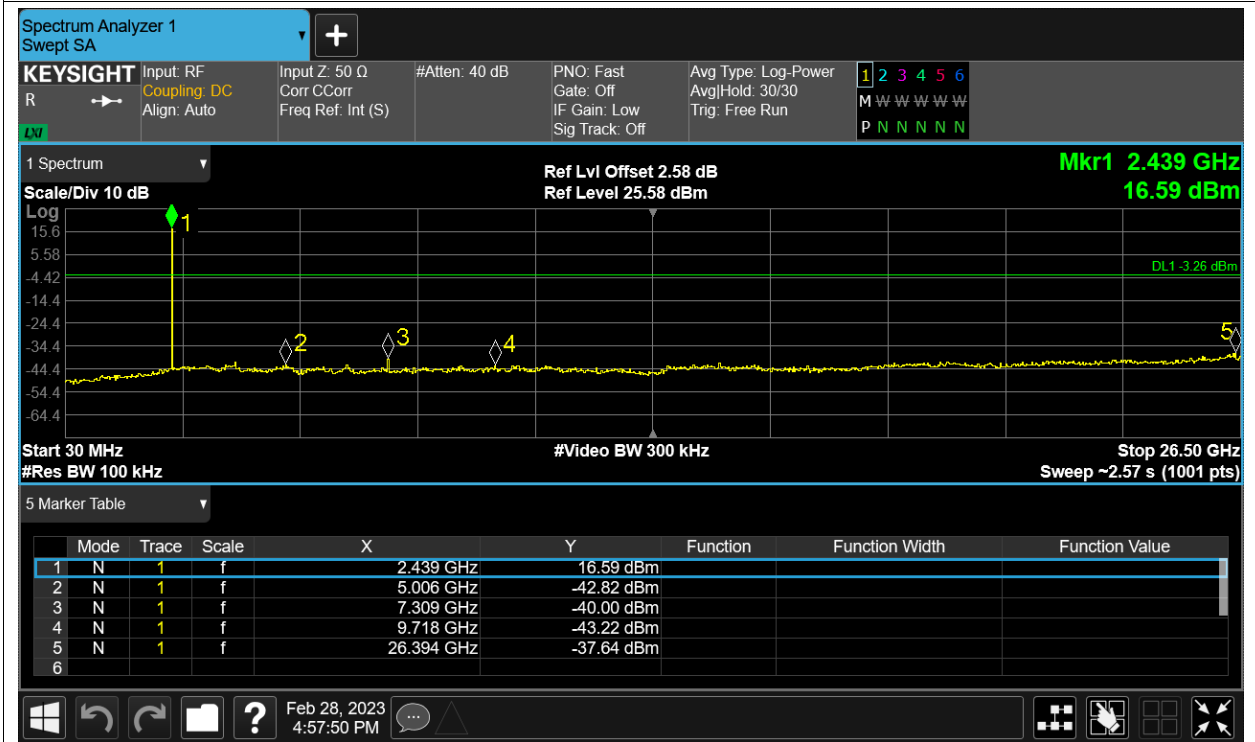 Spectrum Analyzer 1
Swept SA
+
KEYSIGHT
R
LXI
Input: RF
Coupling: DC
Align: Auto
Input Z: 50 Ω
Corr CCorr
Freq Ref: Int (S)
#Atten: 40 dB
PNO: Fast
Gate: Off
IF Gain: Low
Sig Track: Off
Avg Type: Log-Power
Avg|Hold: 30/30
Trig: Free Run
1 2 3 4 5 6
M W W W W W
P N N N N N
1 Spectrum
Scale/Div 10 dB
Ref Lvl Offset 2.58 dB
Ref Level 25.58 dBm
Mkr1 2.439 GHz
16.59 dBm
Log
15.6
5.58
-4.42
-14.4
-24.4
-34.4
-44.4
-54.4
-64.4
1
2
3
4
5
DL1 -3.26 dBm
Start 30 MHz
#Res BW 100 kHz
#Video BW 300 kHz
Stop 26.50 GHz
Sweep ~2.57 s (1001 pts)
5 Marker Table
Mode Trace Scale X Y Function Function Width Function Value
1 N 1 f 2.439 GHz 16.59 dBm
2 N 1 f 5.006 GHz -42.82 dBm
3 N 1 f 7.309 GHz -40.00 dBm
4 N 1 f 9.718 GHz -43.22 dBm
5 N 1 f 26.394 GHz -37.64 dBm
6
?
Feb 28, 2023
4:57:50 PM